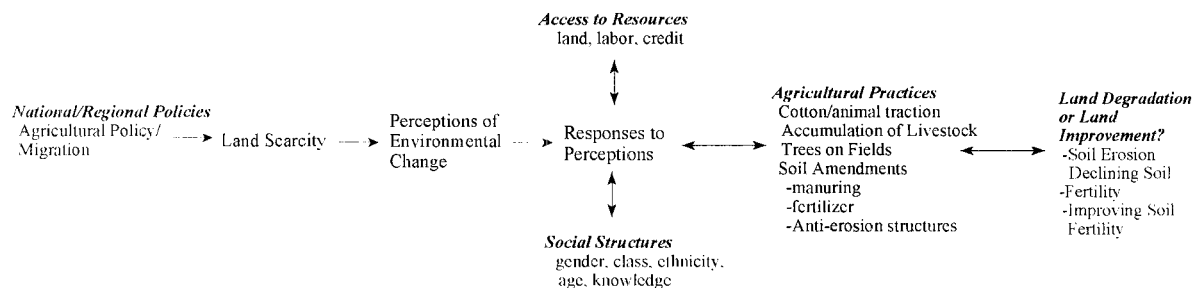 Access to Resources
land, labor, credit
National/Regional Policies
Agricultural Policy/
Migration
Land Scarcity
Perceptions of
Environmental
Change
Responses to
Perceptions
Social Structures
gender, class, ethnicity,
age, knowledge
Agricultural Practices
Cotton/animal traction
Accumulation of Livestock
Trees on Fields
Soil Amendments
-manuring
-fertilizer
-Anti-erosion structures
Land Degradation
or Land
Improvement?
-Soil Erosion
Declining Soil
-Fertility
-Improving Soil
Fertility